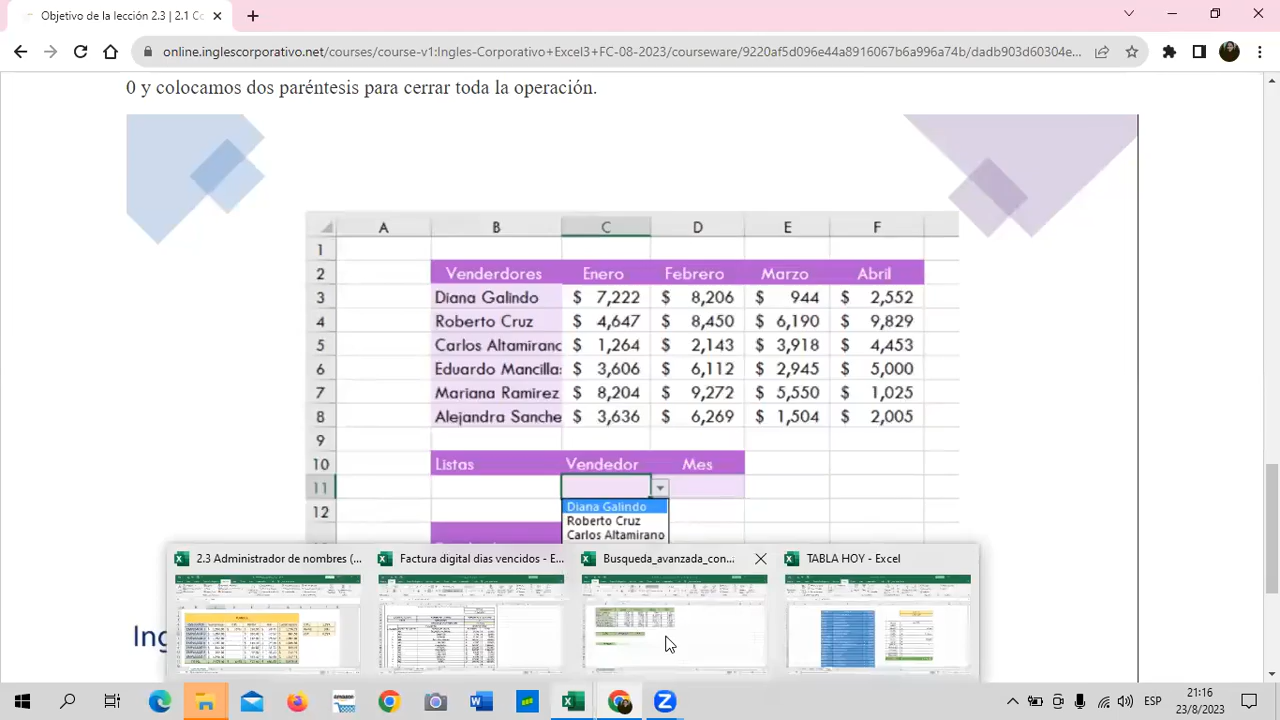 Objetivo de la lección 2.3 | 2.1 Co
online.inglescorporativo.net/courses/course-v1:Ingles-Corporativo+Excel3+FC-08-2023/courseware/9220af5d096e44a8916067b6a996a74b/dadb903d60304e...
0 y colocamos dos paréntesis para cerrar toda la operación.
A B C D E F
1
2 Venderdores Enero Febrero Marzo Abril
3 Diana Galindo $ 7,222 $ 8,206 $ 944 $ 2,552
4 Roberto Cruz $ 4,647 $ 8,450 $ 6,190 $ 9,829
5 Carlos Altamirano $ 1,264 $ 2,143 $ 3,918 $ 4,453
6 Eduardo Mancilla: $ 3,606 $ 6,112 $ 2,945 $ 5,000
7 Mariana Ramirez $ 8,204 $ 9,272 $ 5,550 $ 1,025
8 Alejandra Sanche $ 3,636 $ 6,269 $ 1,504 $ 2,005
9
10 Listas Vendedor Mes
11
Diana Galindo
12 Roberto Cruz
Carlos Altamirano
2.3 Administrador de nombres (...
Factura digital dias vencidos - E...
Busqueda_avanzada_con...
TABLA HOY - Excel
Ing
ESP
21:16
23/8/2023